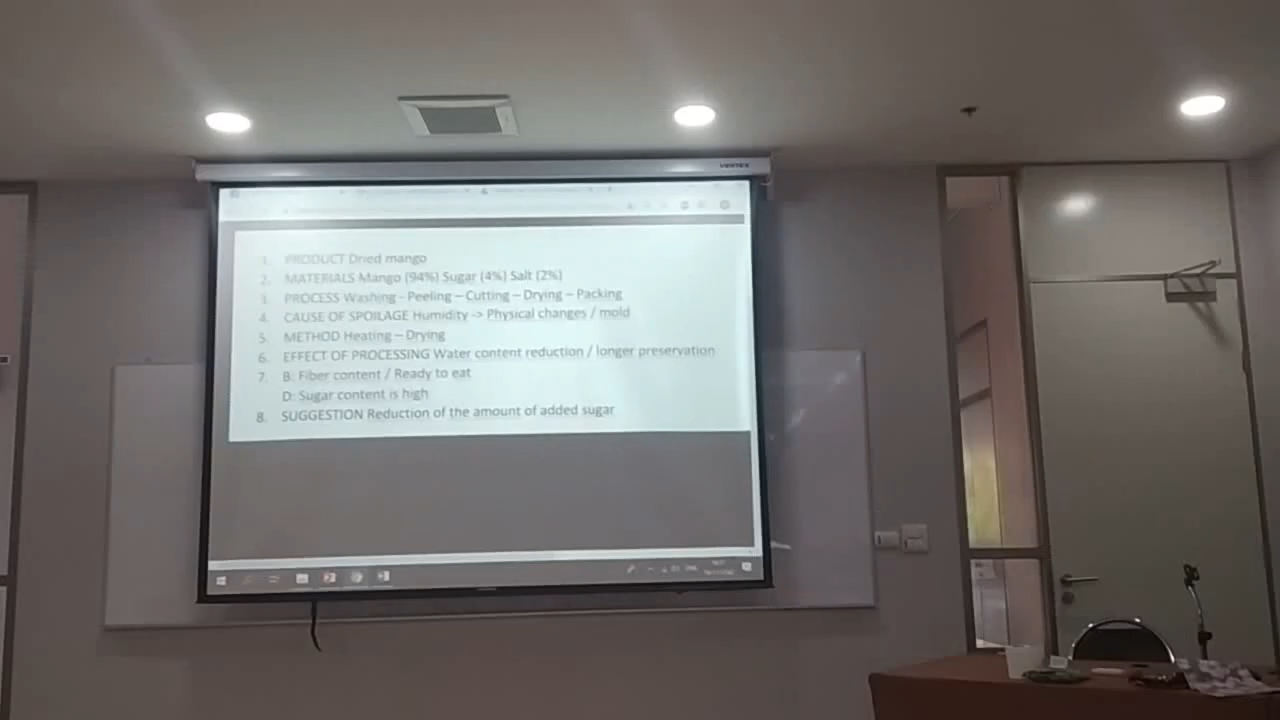 VERTEX
1. PRODUCT Dried mango
2. MATERIALS Mango (94%) Sugar (4%) Salt (2%)
3. PROCESS Washing - Peeling – Cutting – Drying – Packing
4. CAUSE OF SPOILAGE Humidity -> Physical changes / mold
5. METHOD Heating – Drying
6. EFFECT OF PROCESSING Water content reduction / longer preservation
7. B: Fiber content / Ready to eat
D: Sugar content is high
8. SUGGESTION Reduction of the amount of added sugar